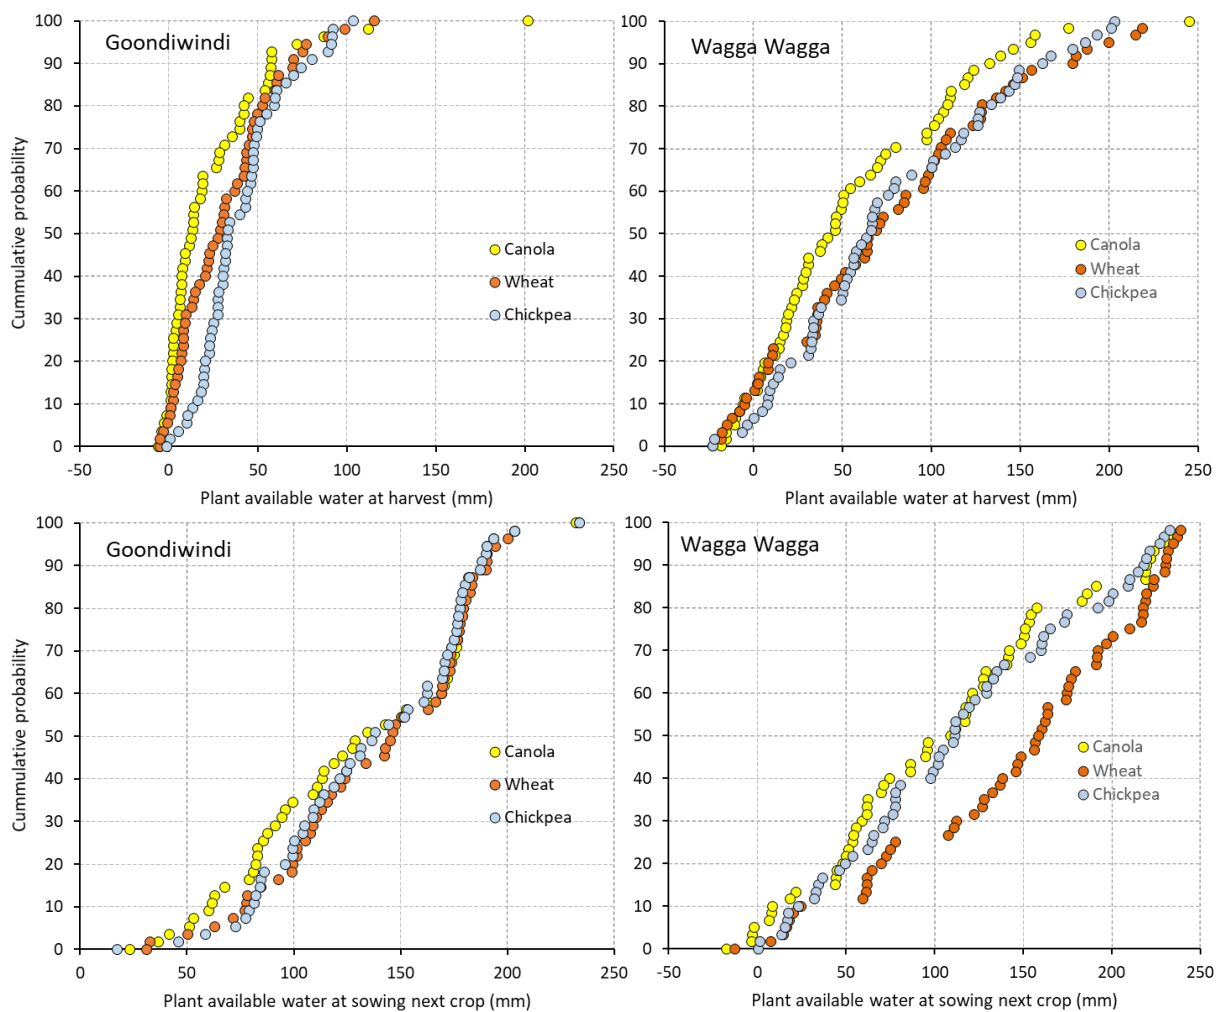 Goondiwindi
Cummulative probability
100
90
80
70
60
50
40
30
20
10
0
-50 0 50 100 150 200 250
Plant available water at harvest (mm)
Canola
Wheat
Chickpea
Wagga Wagga
100
90
80
70
60
50
40
30
20
10
0
-50 0 50 100 150 200 250
Plant available water at harvest (mm)
Canola
Wheat
Chickpea
Goondiwindi
Cummulative probability
100
90
80
70
60
50
40
30
20
10
0
0 50 100 150 200 250
Plant available water at sowing next crop (mm)
Canola
Wheat
Chickpea
Wagga Wagga
100
90
80
70
60
50
40
30
20
10
0
-50 0 50 100 150 200 250
Plant available water at sowing next crop (mm)
Canola
Wheat
Chickpea